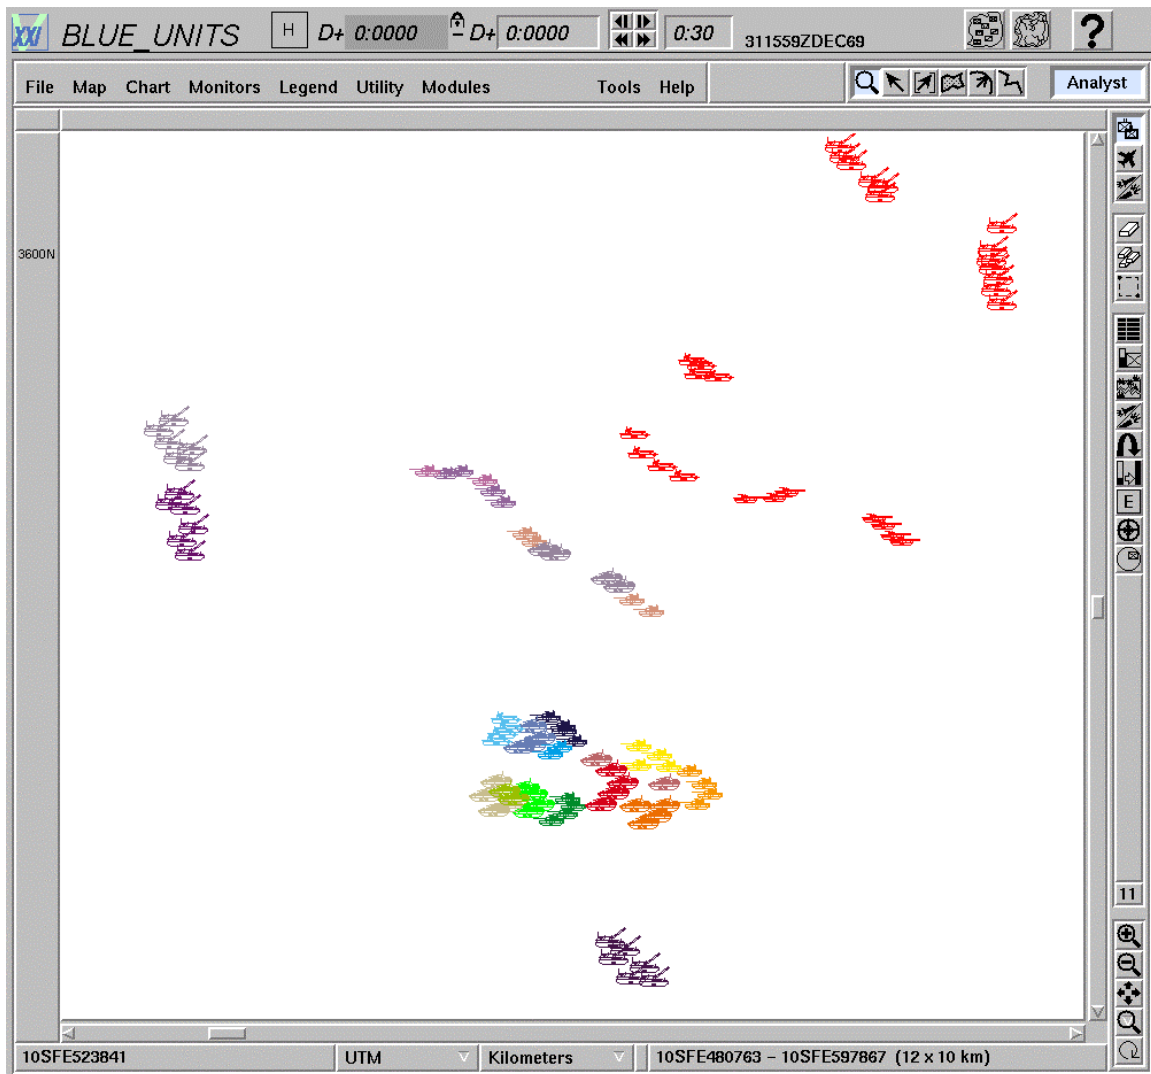 XXI BLUE_UNITS H D+ 0:0000 D+ 0:0000 0:30 311559ZDEC69 ?
File Map Chart Monitors Legend Utility Modules Tools Help Analyst
3600N
E
11
10SFE523841 UTM Kilometers 10SFE480763 – 10SFE597867 (12 x 10 km)